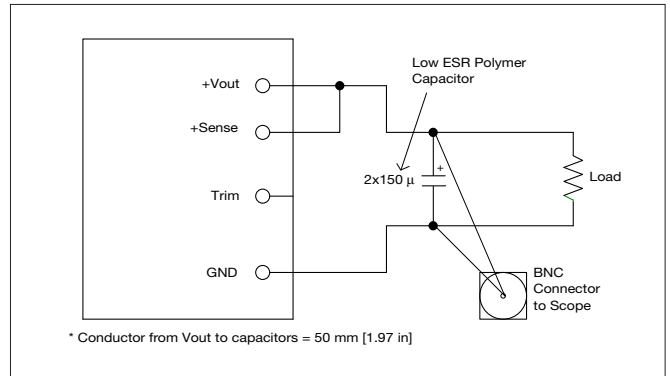 +Vout
+Sense
Trim
GND
Low ESR Polymer
Capacitor
+
2x150 μ
Load
BNC
Connector
to Scope
* Conductor from Vout to capacitors = 50 mm [1.97 in]